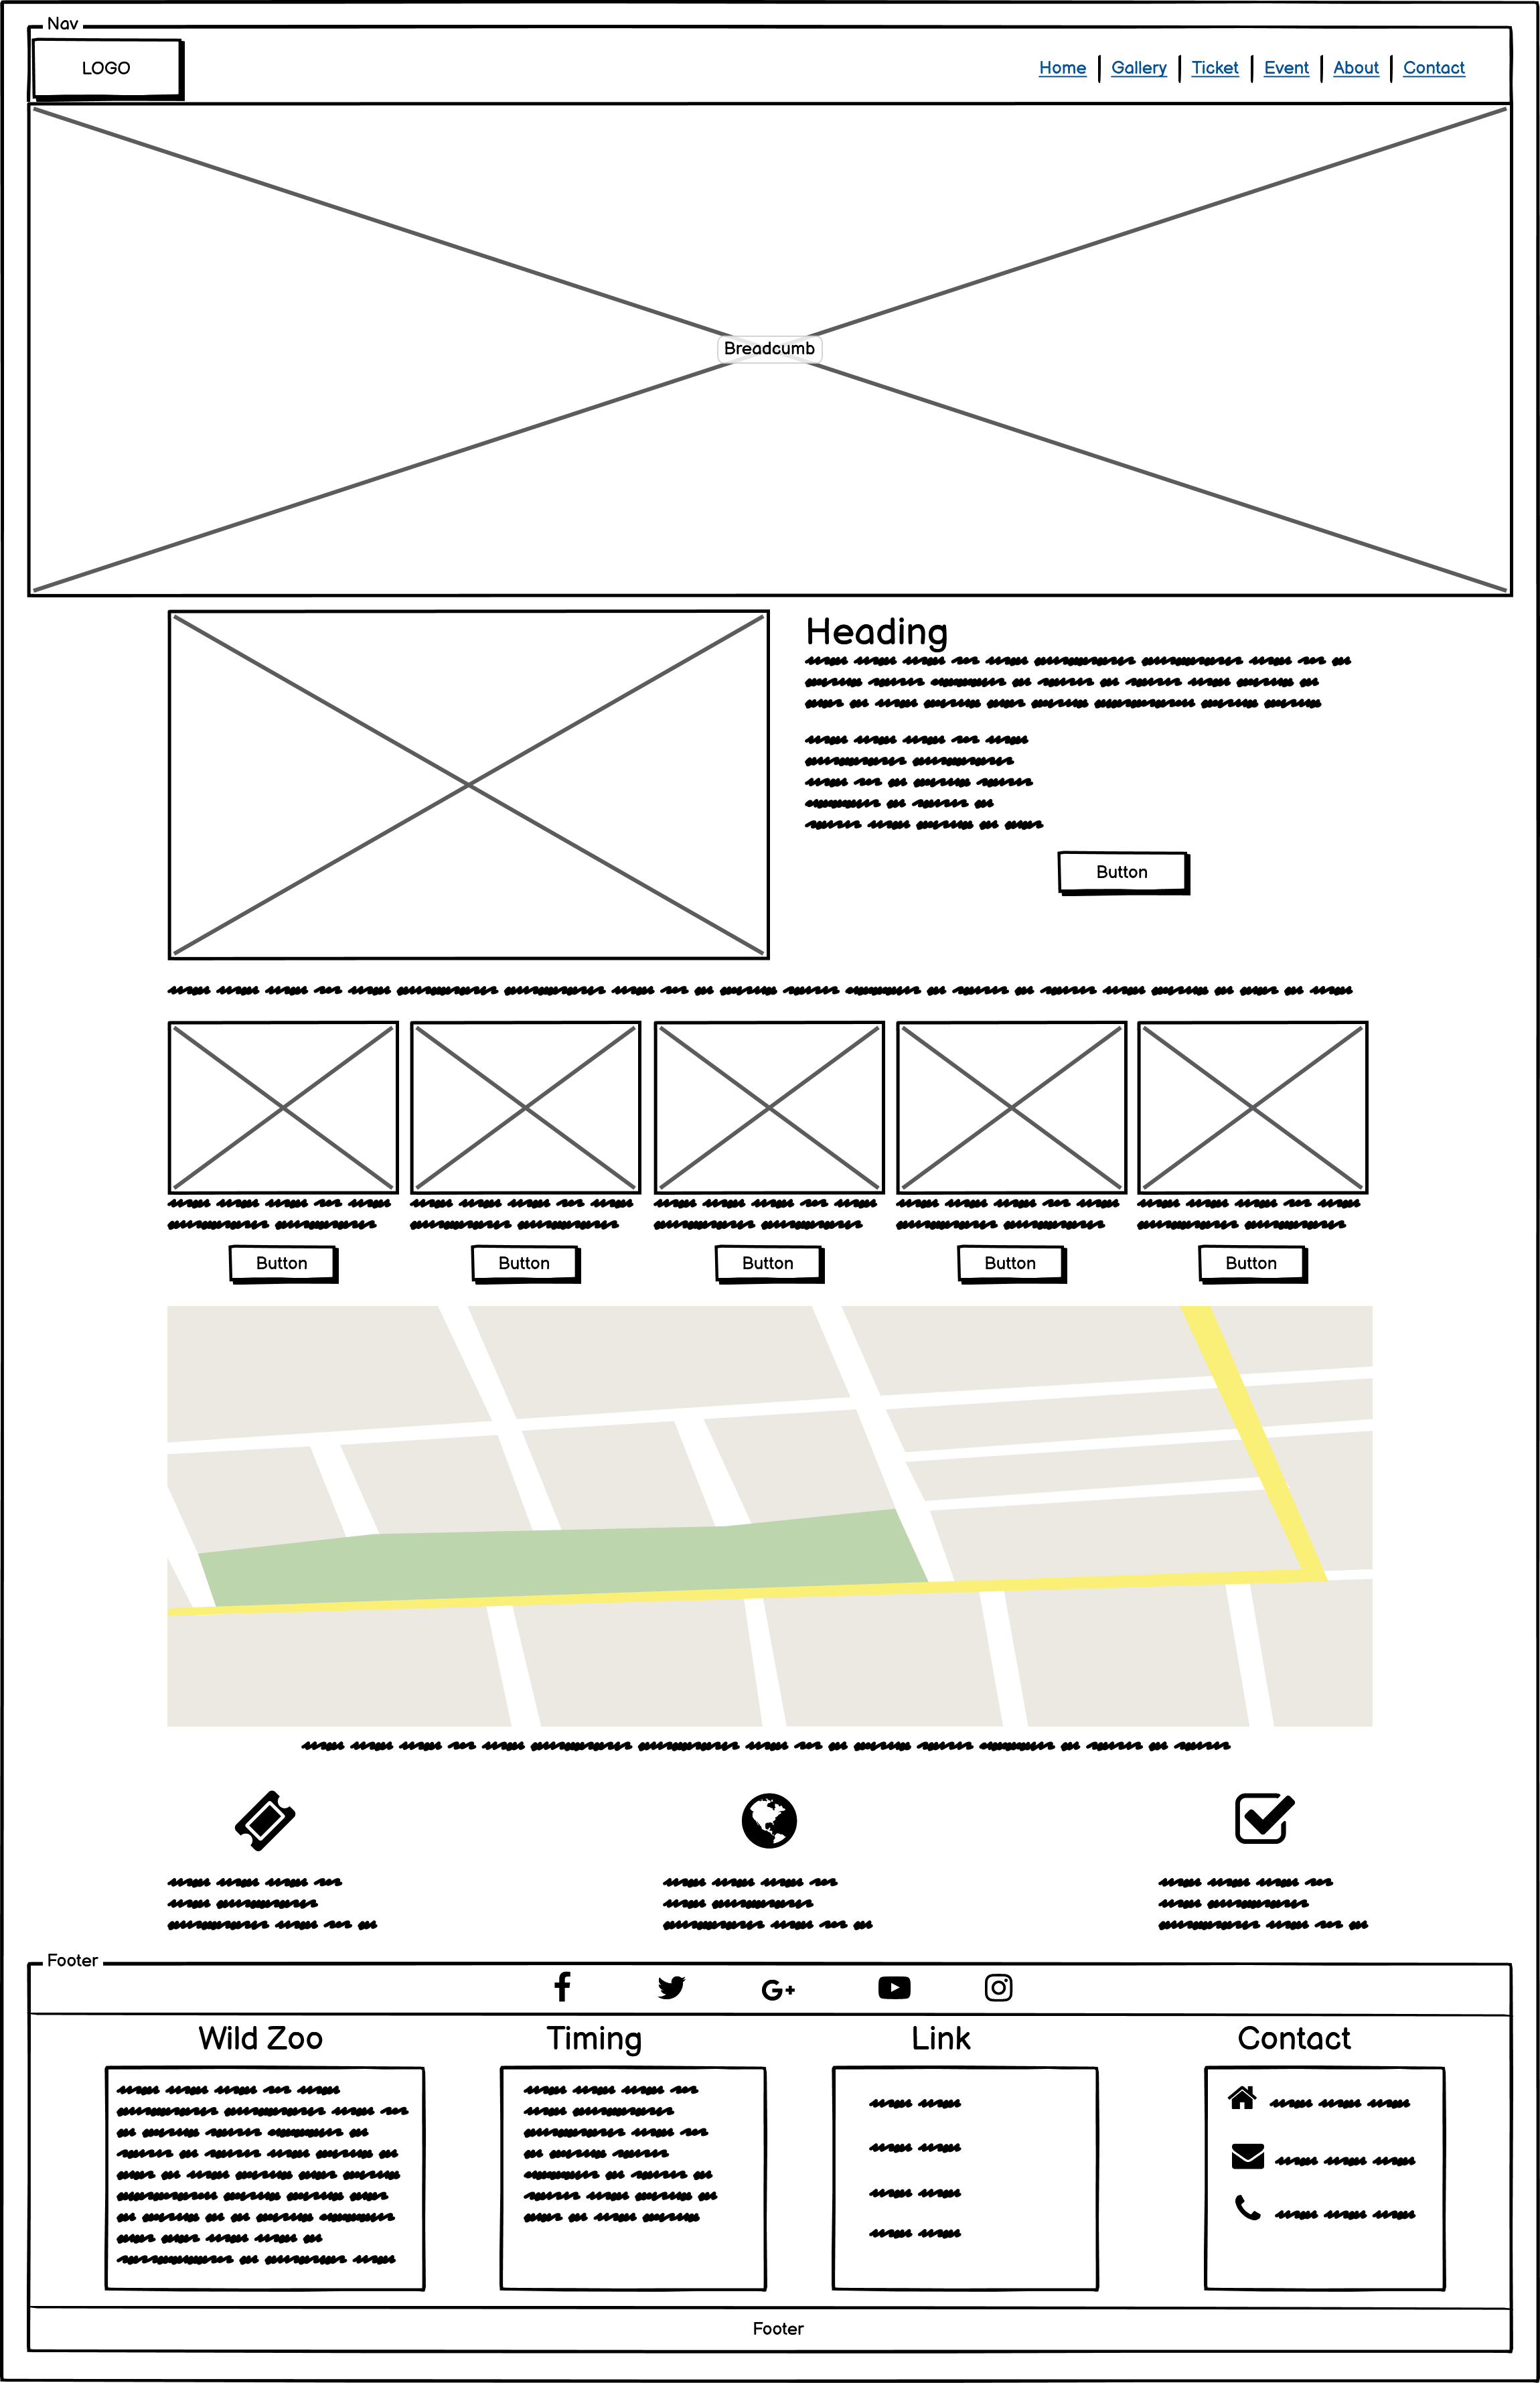 Nav
LOGO
Home Gallery Ticket Event About Contact
Breadcumb
Heading
Button
Button Button Button Button Button
Footer
Wild Zoo Timing Link Contact
Footer